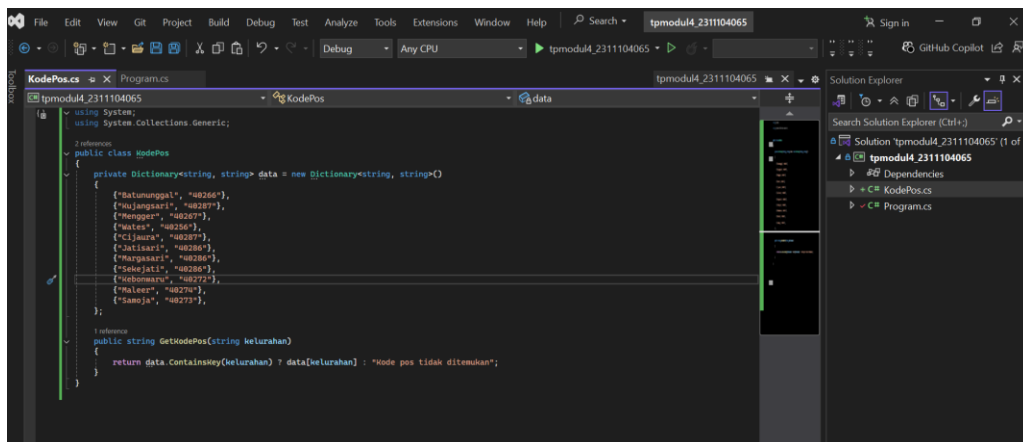 File Edit View Git Project Build Debug Test Analyze Tools Extensions Window Help Search tpmodul4_2311104065 Sign in
Debug Any CPU tpmodul4_2311104065 GitHub Copilot
Toolbox
KodePos.cs Program.cs tpmodul4_2311104065
tpmodul4_2311104065 KodePos data
using System;
using System.Collections.Generic;
2 references
public class KodePos
{
private Dictionary<string, string> data = new Dictionary<string, string>()
{
{"Batununggal", "40266"},
{"Kujangsari", "40287"},
{"Mengger", "40267"},
{"Wates", "40256"},
{"Cijaura", "40287"},
{"Jatisari", "40286"},
{"Margasari", "40286"},
{"Sekejati", "40286"},
{"Kebonwaru", "40272"},
{"Maleer", "40274"},
{"Samoja", "40273"},
};
1 reference
public string GetKodePos(string kelurahan)
{
return data.ContainsKey(kelurahan) ? data[kelurahan] : "Kode pos tidak ditemukan";
}
}
Solution Explorer
Search Solution Explorer (Ctrl+;)
Solution 'tpmodul4_2311104065' (1 of
tpmodul4_2311104065
Dependencies
C# KodePos.cs
C# Program.cs